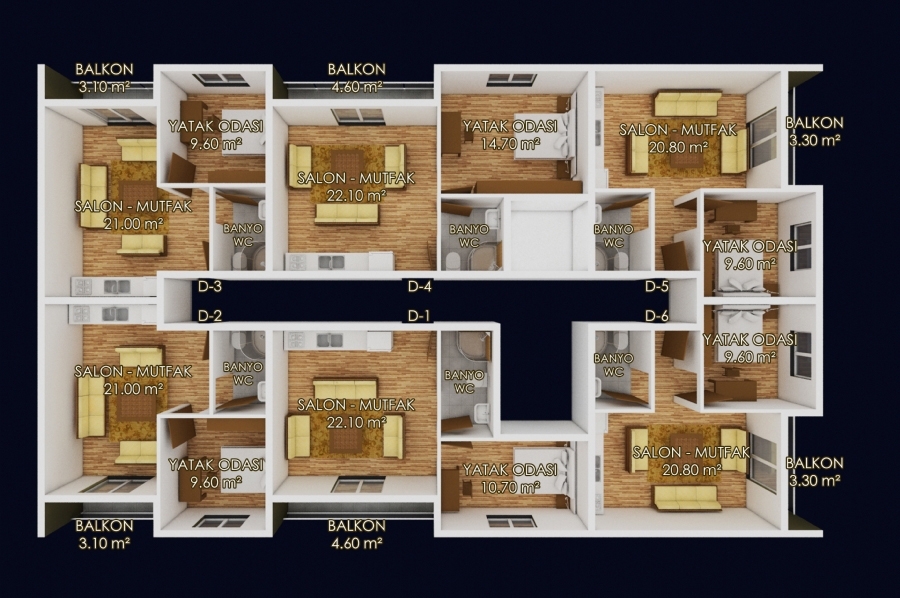 BALKON
3.10 m²
BALKON
4.60 m²
YATAK ODASI
9.60 m²
YATAK ODASI
14.70 m²
SALON - MUTFAK
20.80 m²
BALKON
3.30 m²
SALON - MUTFAK
21.00 m²
SALON - MUTFAK
22.10 m²
BANYO
WC
BANYO
WC
BANYO
WC
YATAK ODASI
9.60 m²
D-3
D-4
D-5
D-2
D-1
D-6
SALON - MUTFAK
21.00 m²
BANYO
WC
SALON - MUTFAK
22.10 m²
BANYO
WC
BANYO
WC
YATAK ODASI
9.60 m²
YATAK ODASI
9.60 m²
YATAK ODASI
10.70 m²
SALON - MUTFAK
20.80 m²
BALKON
3.30 m²
BALKON
3.10 m²
BALKON
4.60 m²